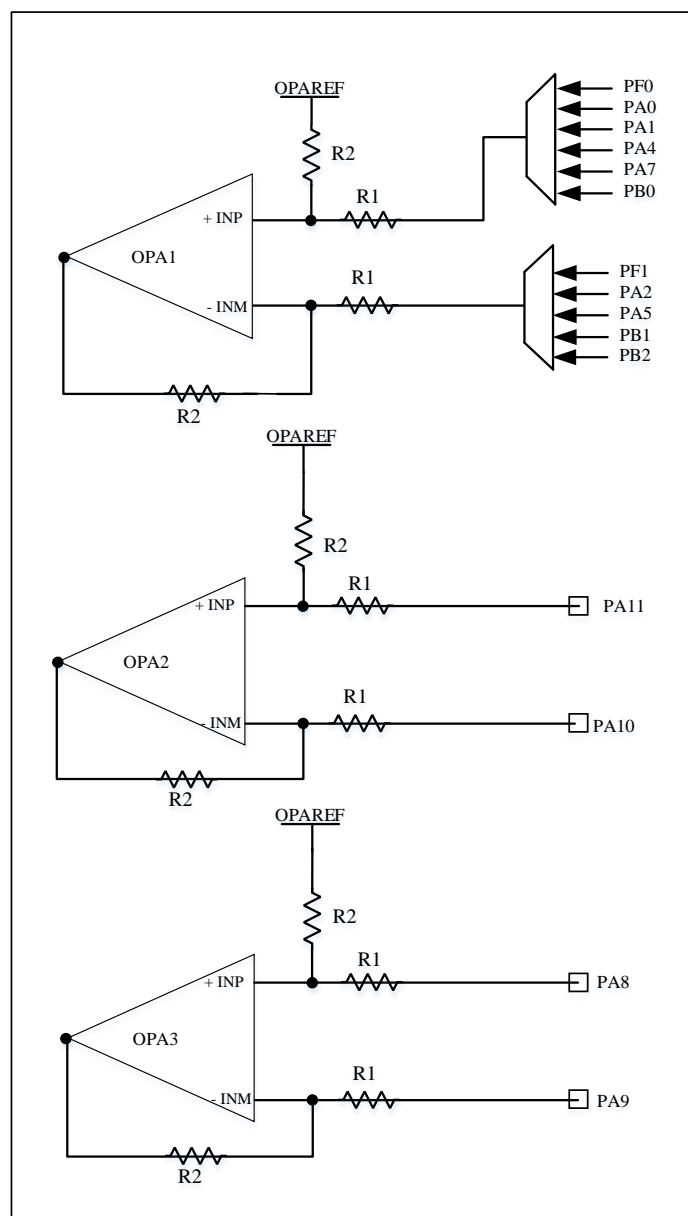 OPAREF
R2
PF0
PA0
PA1
PA4
PA7
PB0
R1
+ INP
OPA1
R1
- INM
PF1
PA2
PA5
PB1
PB2
R2
OPAREF
R2
R1
+ INP
PA11
OPA2
R1
- INM
PA10
R2
OPAREF
R2
R1
+ INP
PA8
OPA3
R1
- INM
PA9
R2